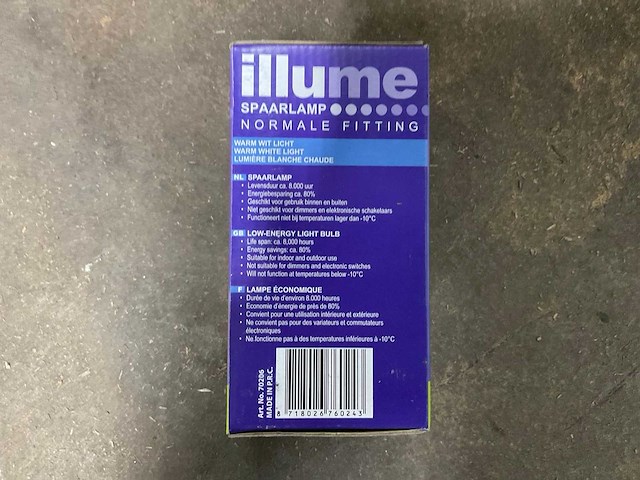 illume
SPAARLAMP
NORMALE FITTING
WARM WIT LICHT
WARM WHITE LIGHT
LUMIÈRE BLANCHE CHAUDE
NL SPAARLAMP
• Levensduur ca. 8.000 uur
• Energiebesparing ca. 80%
• Geschikt voor gebruik binnen en buiten
• Niet geschikt voor dimmers en elektronische schakelaars
• Functioneert niet bij temperaturen lager dan -10°C
GB LOW-ENERGY LIGHT BULB
• Life span: ca. 8,000 hours
• Energy savings: ca. 80%
• Suitable for indoor and outdoor use
• Not suitable for dimmers and electronic switches
• Will not function at temperatures below -10°C
F LAMPE ÉCONOMIQUE
• Durée de vie d'environ 8.000 heures
• Economie d'énergie de près de 80%
• Convient pour une utilisation intérieure et extérieure
• Ne convient pas pour des variateurs et commutateurs
électroniques
• Ne fonctionne pas à des temperatures inférieures à -10°C
Art. No. 70206
MADE IN P.R.C.
8 718026 760243